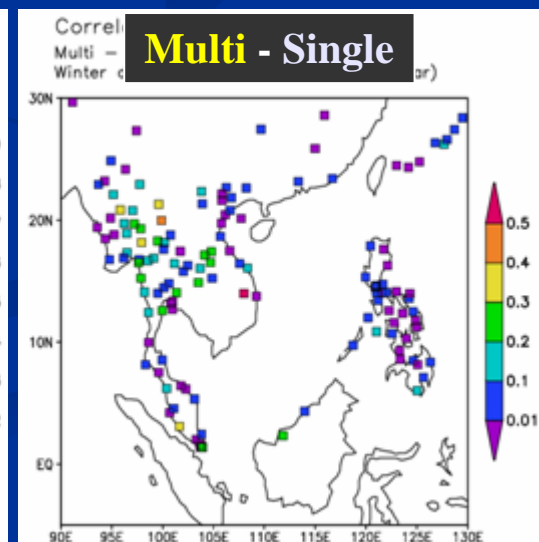 Correl
Multi - Single
Multi -
Winter
ar)
30N
20N
10N
EQ
90E 95E 100E 105E 110E 115E 120E 125E 130E
0.5
0.4
0.3
0.2
0.1
0.01